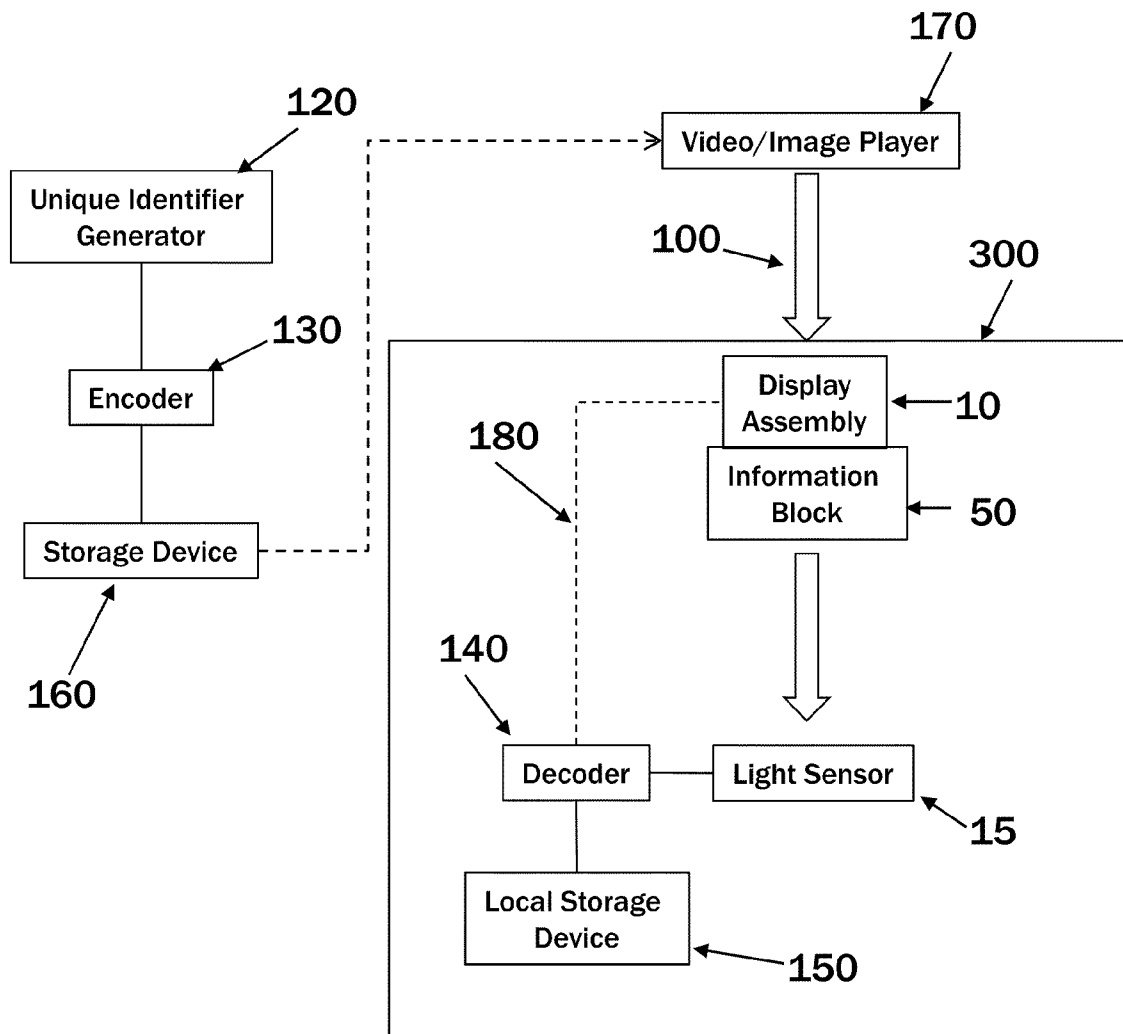 170
120
Video/Image Player
Unique Identifier
Generator
100
300
130
Display
Assembly
10
Encoder
180
Information
Block
50
Storage Device
140
160
Decoder
Light Sensor
15
Local Storage
Device
150